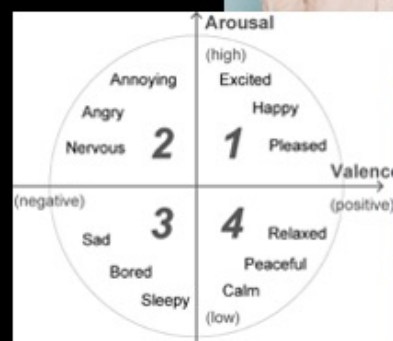 Arousal
(high)
Annoying Excited
Angry Happy
Nervous 2 1 Pleased
Valence
(negative) (positive)
3 4
Sad Relaxed
Bored Peaceful
Sleepy Calm
(low)